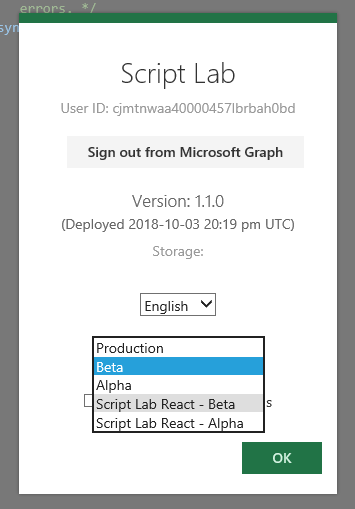 errors. */
sym
Script Lab
User ID: cjmtnwaa40000457lbrbah0bd
Sign out from Microsoft Graph
Version: 1.1.0
(Deployed 2018-10-03 20:19 pm UTC)
Storage:
English
Production
Beta
Alpha
Script Lab React - Beta
s
Script Lab React - Alpha
OK